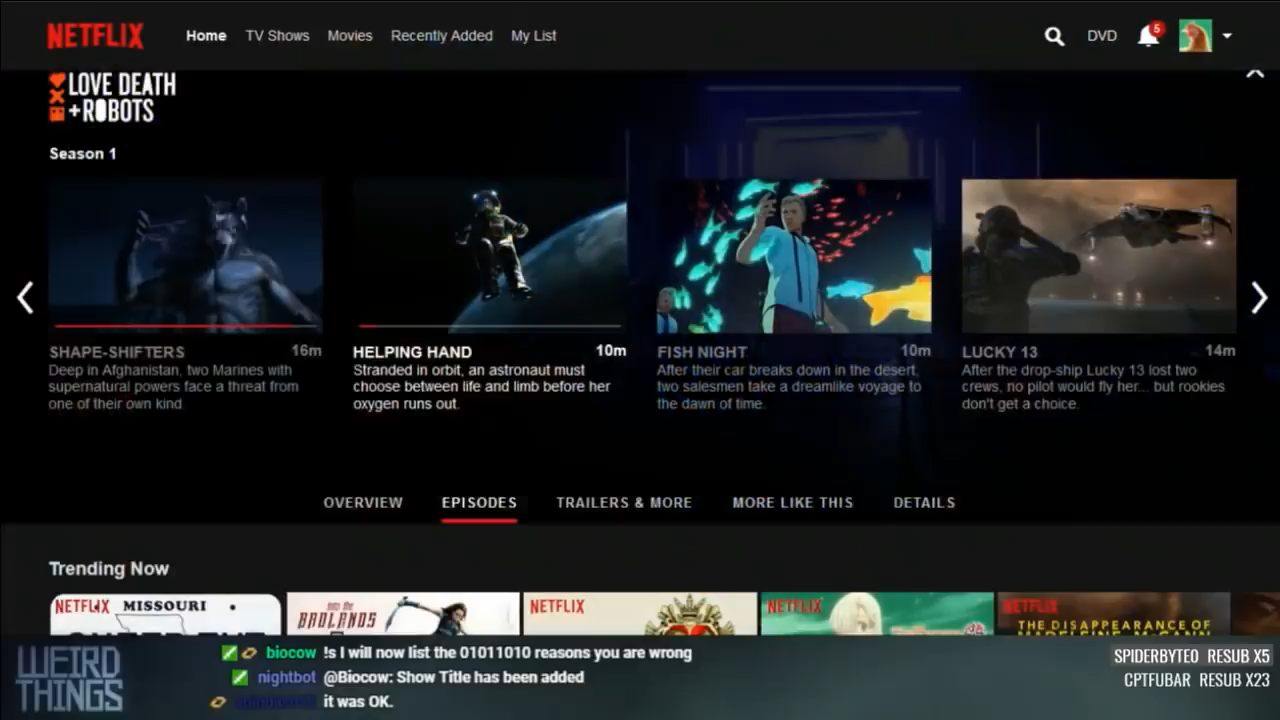 NETFLIX Home TV Shows Movies Recently Added My List DVD 5
LOVE DEATH
+ROBOTS
Season 1
SHAPE-SHIFTERS 16m
Deep in Afghanistan, two Marines with
supernatural powers face a threat from
one of their own kind.
HELPING HAND 10m
Stranded in orbit, an astronaut must
choose between life and limb before her
oxygen runs out.
FISH NIGHT 10m
After their car breaks down in the desert,
two salesmen take a dreamlike voyage to
the dawn of time.
LUCKY 13 14m
After the drop-ship Lucky 13 lost two
crews, no pilot would fly her... but rookies
don't get a choice.
OVERVIEW EPISODES TRAILERS & MORE MORE LIKE THIS DETAILS
Trending Now
NETFLIX MISSOURI
INTO THE
BADLANDS
NETFLIX
NETFLIX
NETFLIX
THE DISAPPEARANCE OF
MADELEINE McCANN
WEIRD
THINGS
biocow !s I will now list the 01011010 reasons you are wrong
nightbot @Biocow: Show Title has been added
it was OK.
SPIDERBYTE0 RESUB X5
CPTFUBAR RESUB X23